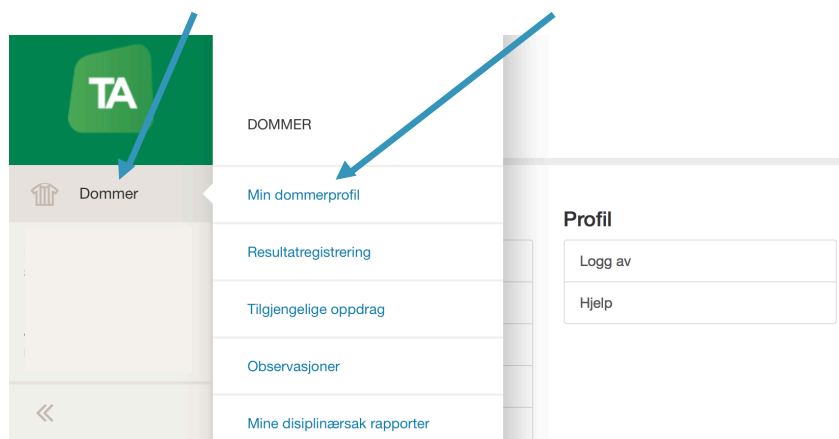 TA
DOMMER
Dommer
Min dommerprofil
Resultatregistrering
Tilgjengelige oppdrag
Observasjoner
Mine disiplinærsak rapporter
Profil
Logg av
Hjelp